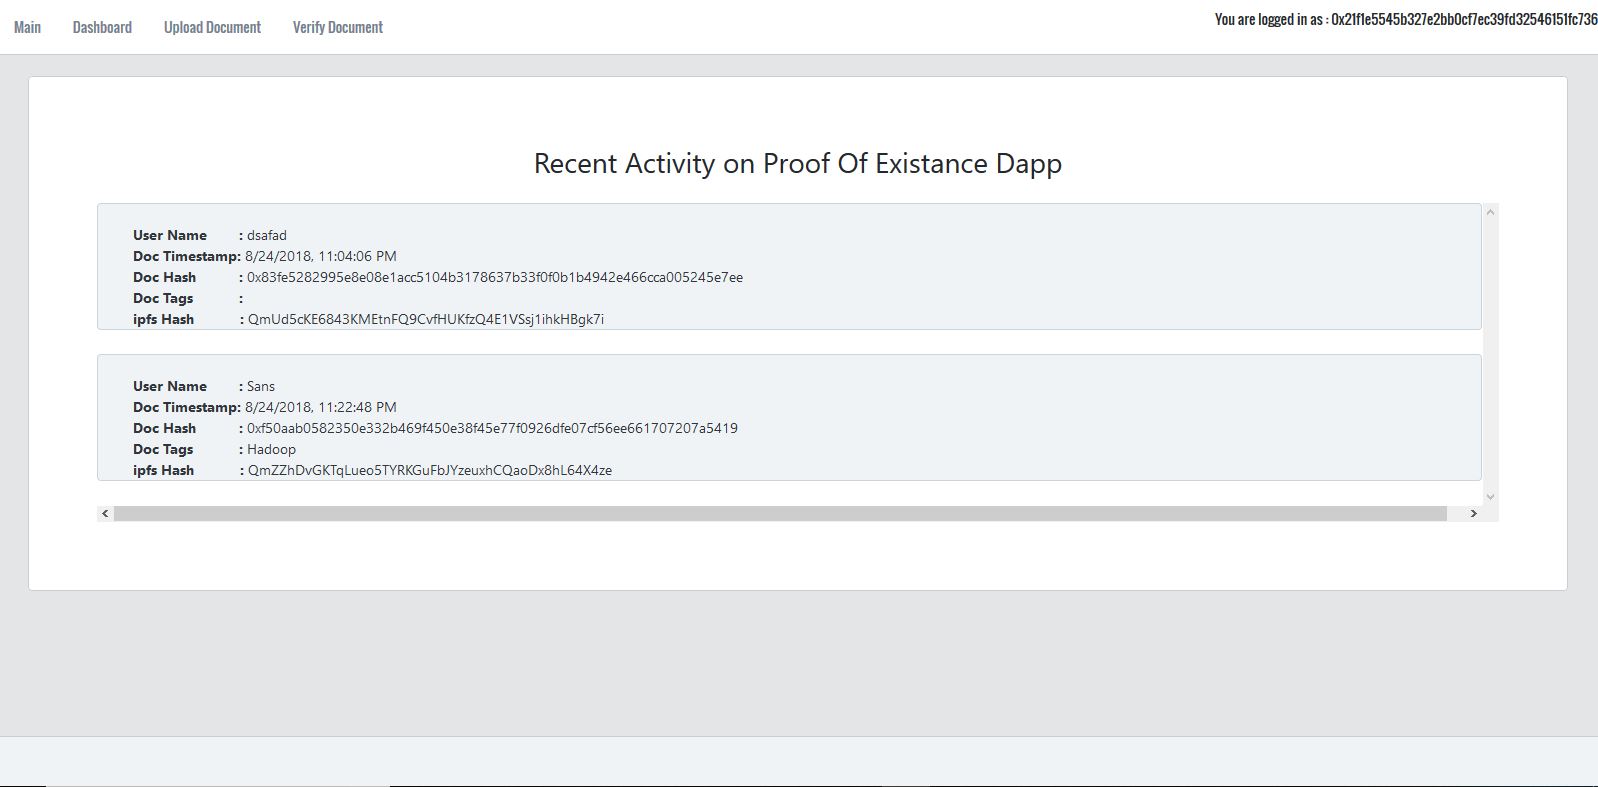 Main Dashboard Upload Document Verify Document
You are logged in as : 0x21f1e5545b327e2bb0cf7ec39fd32546151fc736
Recent Activity on Proof Of Existance Dapp
User Name : dsafad
Doc Timestamp: 8/24/2018, 11:04:06 PM
Doc Hash : 0x83fe5282995e8e08e1acc5104b3178637b33f0f0b1b4942e466cca005245e7ee
Doc Tags :
ipfs Hash : QmUd5cKE6843KMEtnFQ9CvfHUKfzQ4E1VSsj1ihkHBgk7i
User Name : Sans
Doc Timestamp: 8/24/2018, 11:22:48 PM
Doc Hash : 0xf50aab0582350e332b469f450e38f45e77f0926dfe07cf56ee661707207a5419
Doc Tags : Hadoop
ipfs Hash : QmZZhDvGKTqLueo5TYRKGuFbJYzeuxhCQaoDx8hL64X4ze